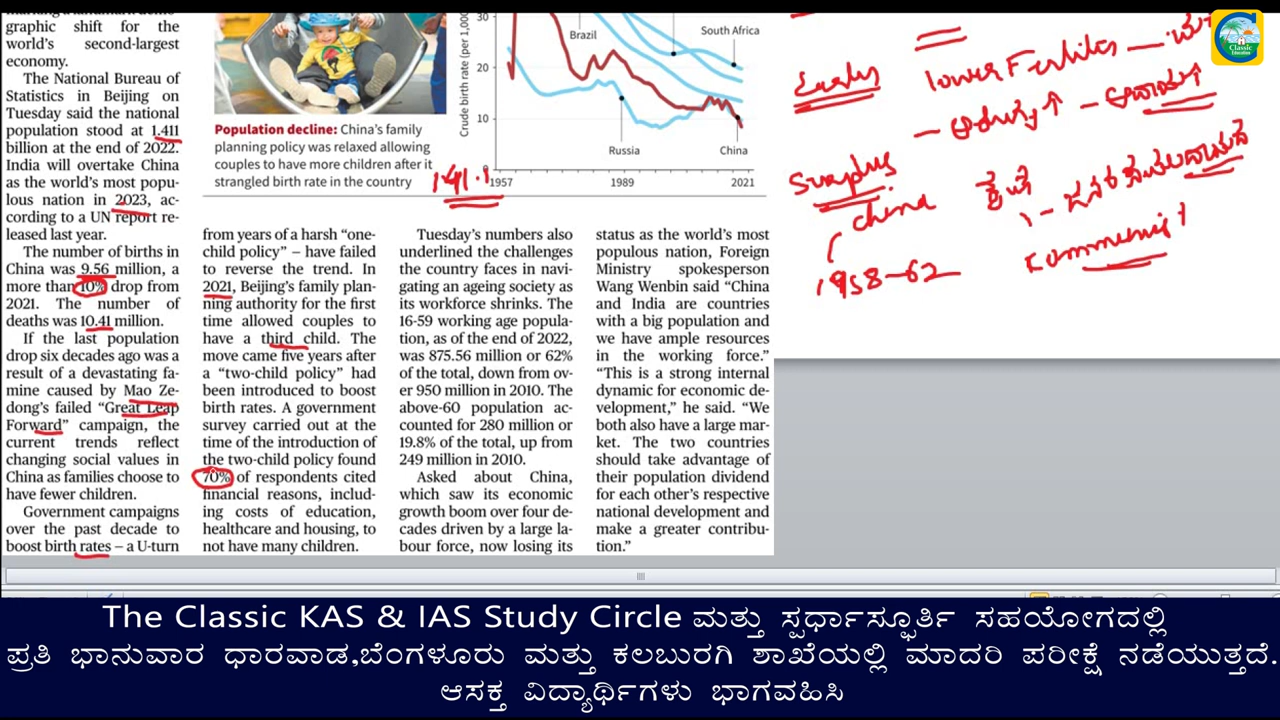 graphic shift for the
world's second-largest
economy.
The National Bureau of
Statistics in Beijing on
Tuesday said the national
population stood at 1.411
billion at the end of 2022.
India will overtake China
as the world's most popu-
lous nation in 2023, ac-
cording to a UN report re-
leased last year.
The number of births in
China was 9.56 million, a
more than 10% drop from
2021. The number of
deaths was 10.41 million.
If the last population
drop six decades ago was a
result of a devastating fa-
mine caused by Mao Ze-
dong's failed "Great Leap
Forward" campaign, the
current trends reflect
changing social values in
China as families choose to
have fewer children.
Government campaigns
over the past decade to
boost birth rates – a U-turn
Population decline: China's family
planning policy was relaxed allowing
couples to have more children after it
strangled birth rate in the country
Crude birth rate (per 1,000
30
20
10
0
Brazil
South Africa
Russia
China
1957
1989
2021
141.1
from years of a harsh "one-
child policy" – have failed
to reverse the trend. In
2021, Beijing's family plan-
ning authority for the first
time allowed couples to
have a third child. The
move came five years after
a "two-child policy" had
been introduced to boost
birth rates. A government
survey carried out at the
time of the introduction of
the two-child policy found
70% of respondents cited
financial reasons, includ-
ing costs of education,
healthcare and housing, to
not have many children.
Tuesday's numbers also
underlined the challenges
the country faces in navi-
gating an ageing society as
its workforce shrinks. The
16-59 working age popula-
tion, as of the end of 2022,
was 875.56 million or 62%
of the total, down from ov-
er 950 million in 2010. The
above-60 population ac-
counted for 280 million or
19.8% of the total, up from
249 million in 2010.
Asked about China,
which saw its economic
growth boom over four de-
cades driven by a large la-
bour force, now losing its
status as the world's most
populous nation, Foreign
Ministry spokesperson
Wang Wenbin said "China
and India are countries
with a big population and
we have ample resources
in the working force."
"This is a strong internal
dynamic for economic de-
velopment," he said. "We
both also have a large mar-
ket. The two countries
should take advantage of
their population dividend
for each other's respective
national development and
make a greater contribu-
tion."
lower
Surplus
China
1958-62
Classic
Education
The Classic KAS & IAS Study Circle ಮತ್ತು ಸ್ಪರ್ಧಾಸ್ಫೂರ್ತಿ ಸಹಯೋಗದಲ್ಲಿ
ಪ್ರತಿ ಭಾನುವಾರ ಧಾರವಾಡ,ಬೆಂಗಳೂರು ಮತ್ತು ಕಲಬುರಗಿ ಶಾಖೆಯಲ್ಲಿ ಮಾದರಿ ಪರೀಕ್ಷೆ ನಡೆಯುತ್ತದೆ.
ಆಸಕ್ತ ವಿದ್ಯಾರ್ಥಿಗಳು ಭಾಗವಹಿಸಿ